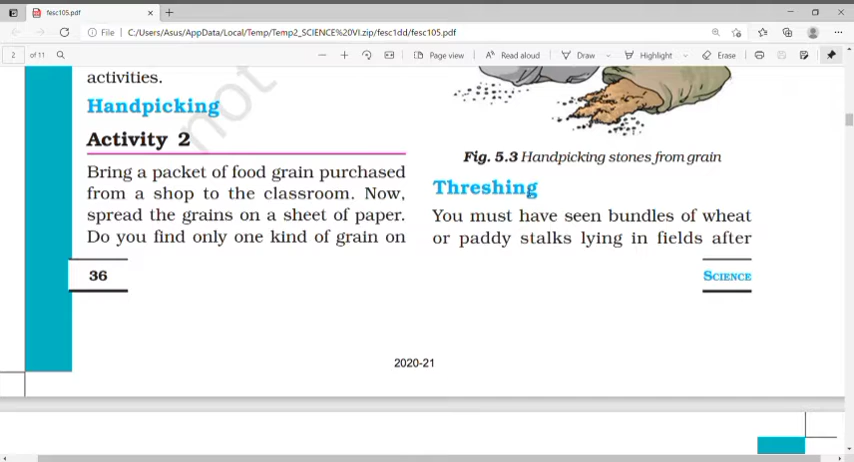 fesc105.pdf
File
C:/Users/Asus/AppData/Local/Temp/Temp2_SCIENCE%20VI.zip/fesc1dd/fesc105.pdf
2
of 11
Page view
Read aloud
Draw
Highlight
Erase
activities.
Handpicking
Activity 2
Bring a packet of food grain purchased
from a shop to the classroom. Now,
spread the grains on a sheet of paper.
Do you find only one kind of grain on
36
not
Fig. 5.3 Handpicking stones from grain
Threshing
You must have seen bundles of wheat
or paddy stalks lying in fields after
SCIENCE
2020-21